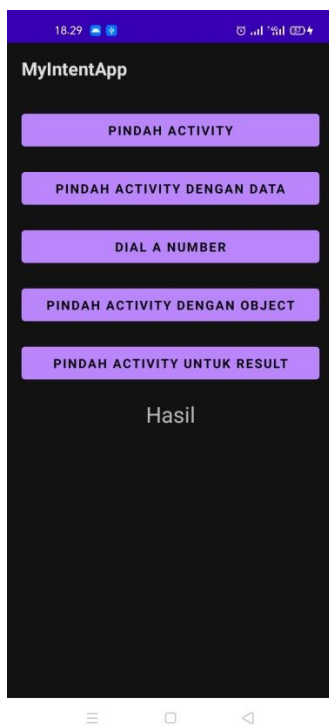 18.29
MyIntentApp
PINDAH ACTIVITY
PINDAH ACTIVITY DENGAN DATA
DIAL A NUMBER
PINDAH ACTIVITY DENGAN OBJECT
PINDAH ACTIVITY UNTUK RESULT
Hasil